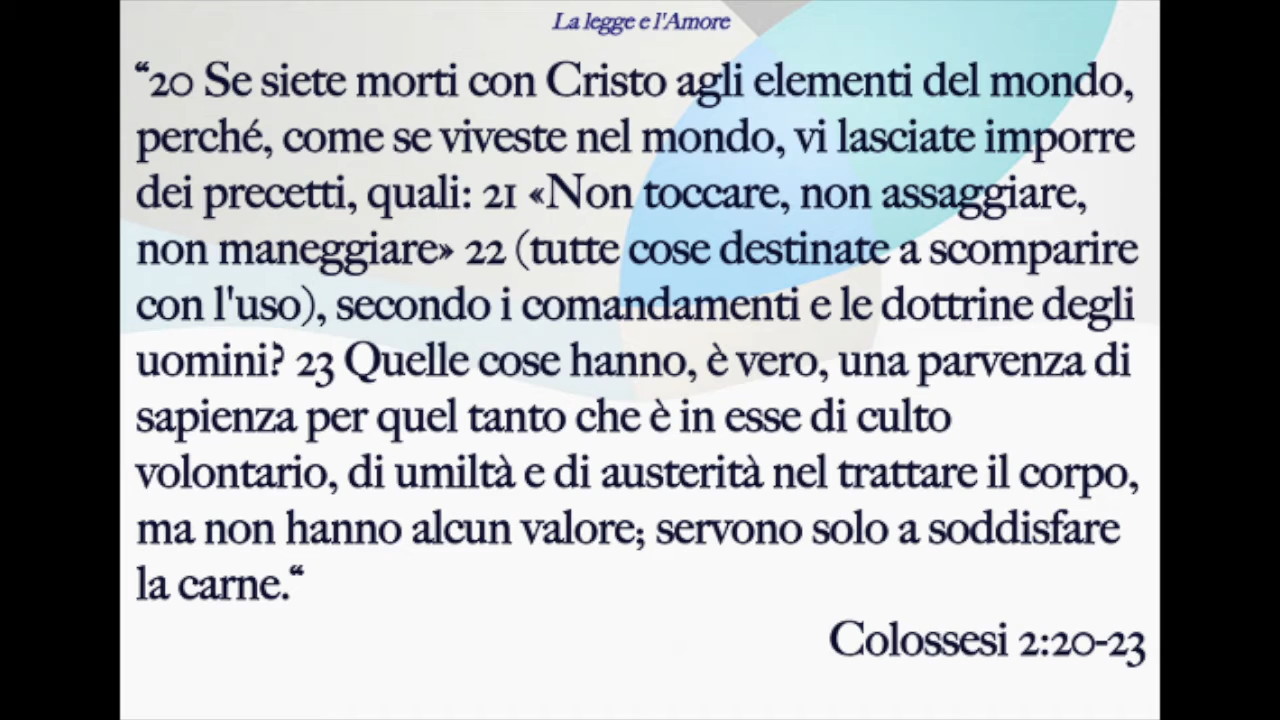 La legge e l'Amore
“20 Se siete morti con Cristo agli elementi del mondo,
perché, come se viveste nel mondo, vi lasciate imporre
dei precetti, quali: 21 «Non toccare, non assaggiare,
non maneggiare» 22 (tutte cose destinate a scomparire
con l'uso), secondo i comandamenti e le dottrine degli
uomini? 23 Quelle cose hanno, è vero, una parvenza di
sapienza per quel tanto che è in esse di culto
volontario, di umiltà e di austerità nel trattare il corpo,
ma non hanno alcun valore; servono solo a soddisfare
la carne.“
Colossesi 2:20-23